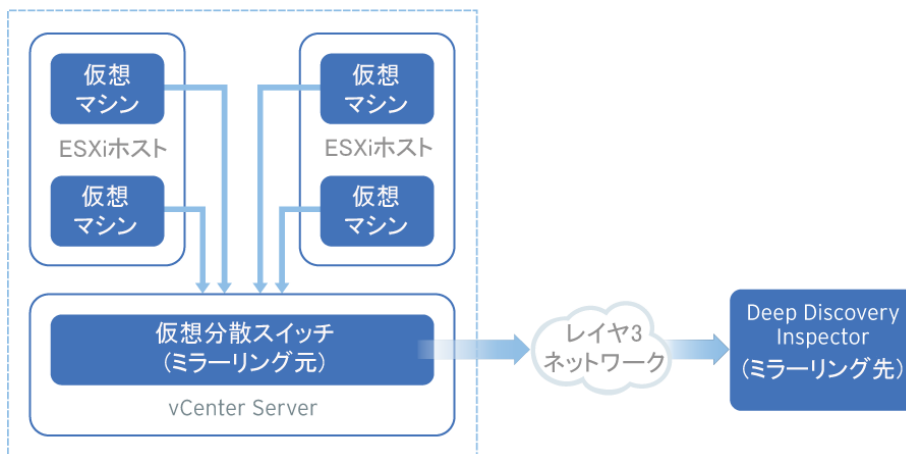 仮想
マシン
ESXiホスト
仮想
マシン
仮想
マシン
ESXiホスト
仮想
マシン
仮想分散スイッチ
(ミラーリング元)
vCenter Server
レイヤ3
ネットワーク
Deep Discovery
Inspector
(ミラーリング先)